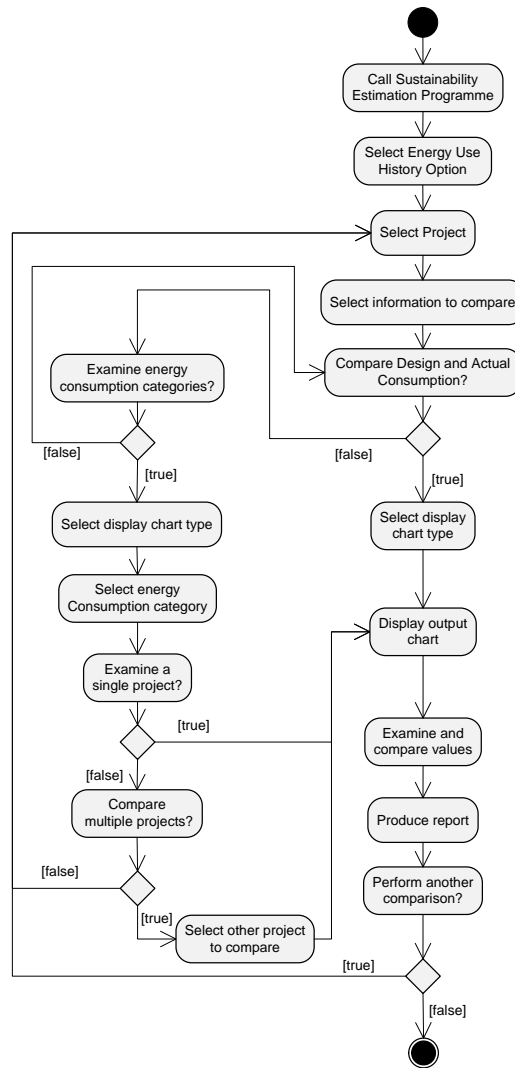 Call Sustainability
Estimation Programme
Select Energy Use
History Option
Select Project
Select information to compare
Compare Design and Actual
Consumption?
[false]
[true]
Examine energy
consumption categories?
[false]
[true]
Select display chart type
Select energy
Consumption category
Examine a
single project?
[true]
[false]
Compare
multiple projects?
[false]
[true]
Select other project
to compare
Select display
chart type
Display output
chart
Examine and
compare values
Produce report
Perform another
comparison?
[true]
[false]